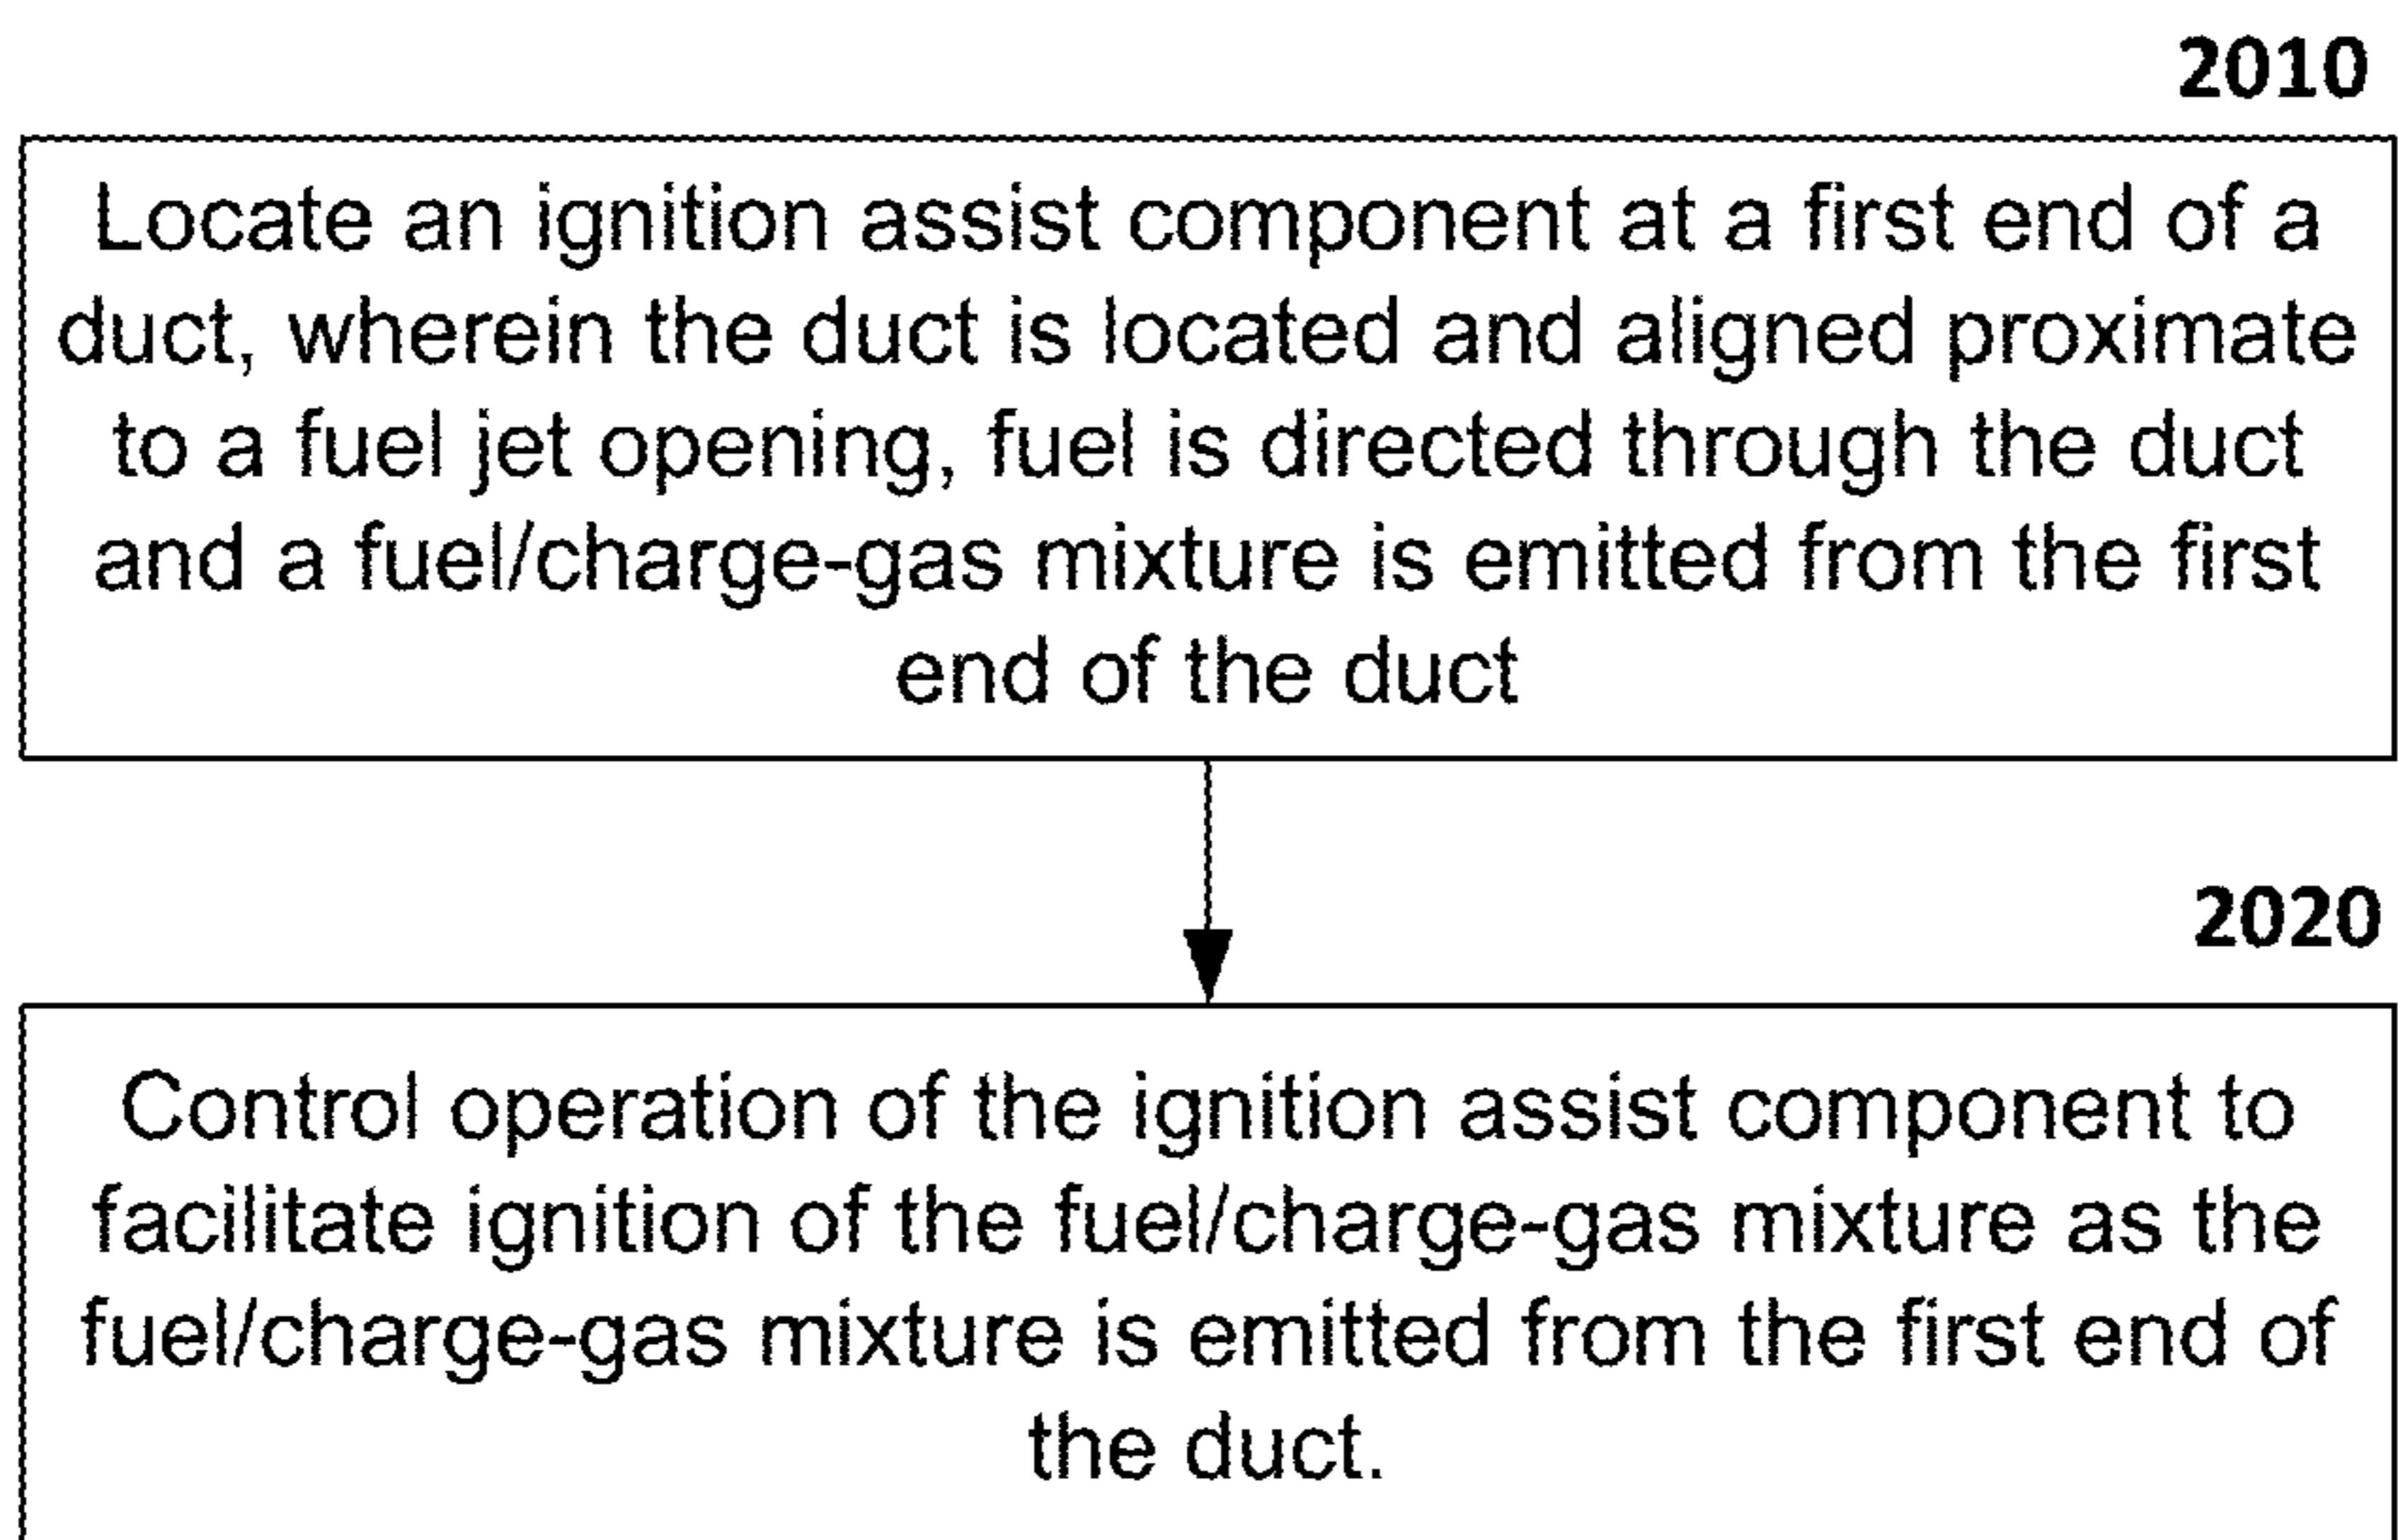 2010
Locate an ignition assist component at a first end of a
duct, wherein the duct is located and aligned proximate
to a fuel jet opening, fuel is directed through the duct
and a fuel/charge-gas mixture is emitted from the first
end of the duct
2020
Control operation of the ignition assist component to
facilitate ignition of the fuel/charge-gas mixture as the
fuel/charge-gas mixture is emitted from the first end of
the duct.